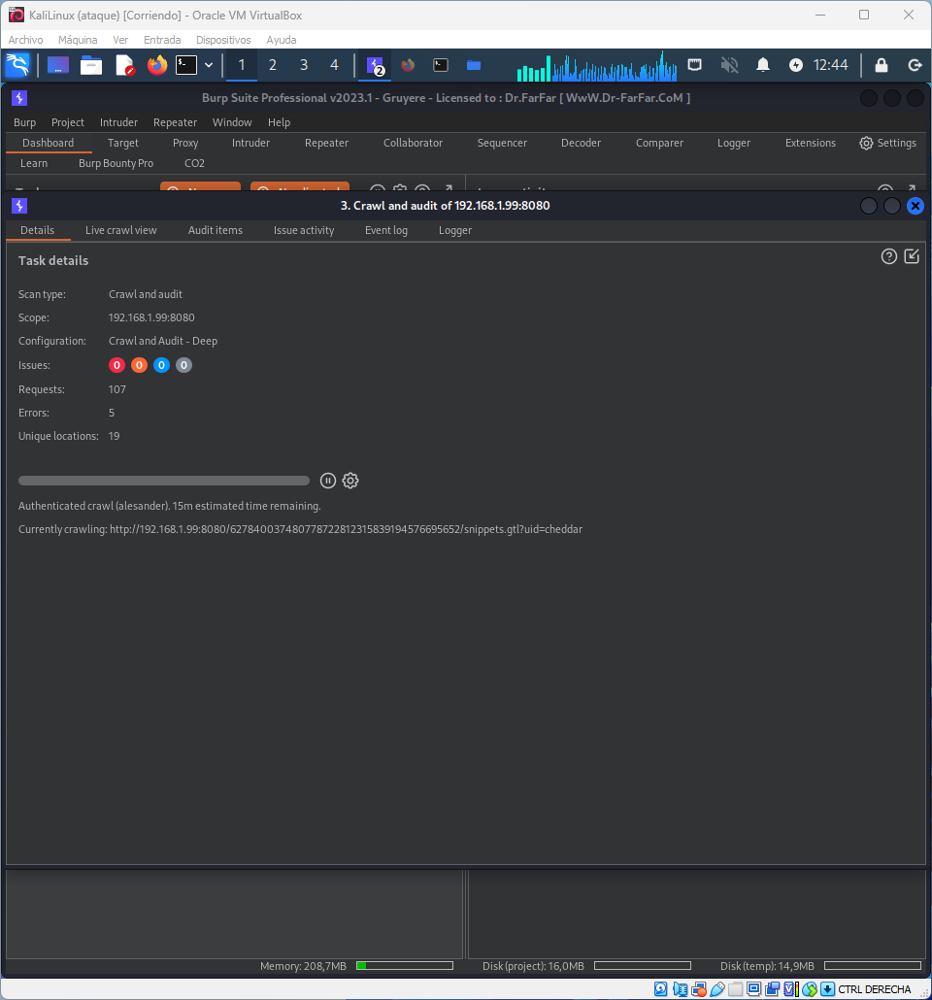 KaliLinux (ataque) [Corriendo] - Oracle VM VirtualBox
Archivo Máquina Ver Entrada Dispositivos Ayuda
1 2 3 4 2 12:44
Burp Suite Professional v2023.1 - Gruyere - Licensed to : Dr.FarFar [ WwW.Dr-FarFar.CoM ]
Burp Project Intruder Repeater Window Help
Dashboard Target Proxy Intruder Repeater Collaborator Sequencer Decoder Comparer Logger Extensions Settings
Learn Burp Bounty Pro CO2
3. Crawl and audit of 192.168.1.99:8080
Details Live crawl view Audit items Issue activity Event log Logger
Task details
Scan type: Crawl and audit
Scope: 192.168.1.99:8080
Configuration: Crawl and Audit - Deep
Issues: 0 0 0 0
Requests: 107
Errors: 5
Unique locations: 19
Authenticated crawl (alesander). 15m estimated time remaining.
Currently crawling: http://192.168.1.99:8080/627840037480778722812315839194576695652/snippets.gtl?uid=cheddar
Memory: 208,7MB Disk (project): 16,0MB Disk (temp): 14,9MB
CTRL DERECHA